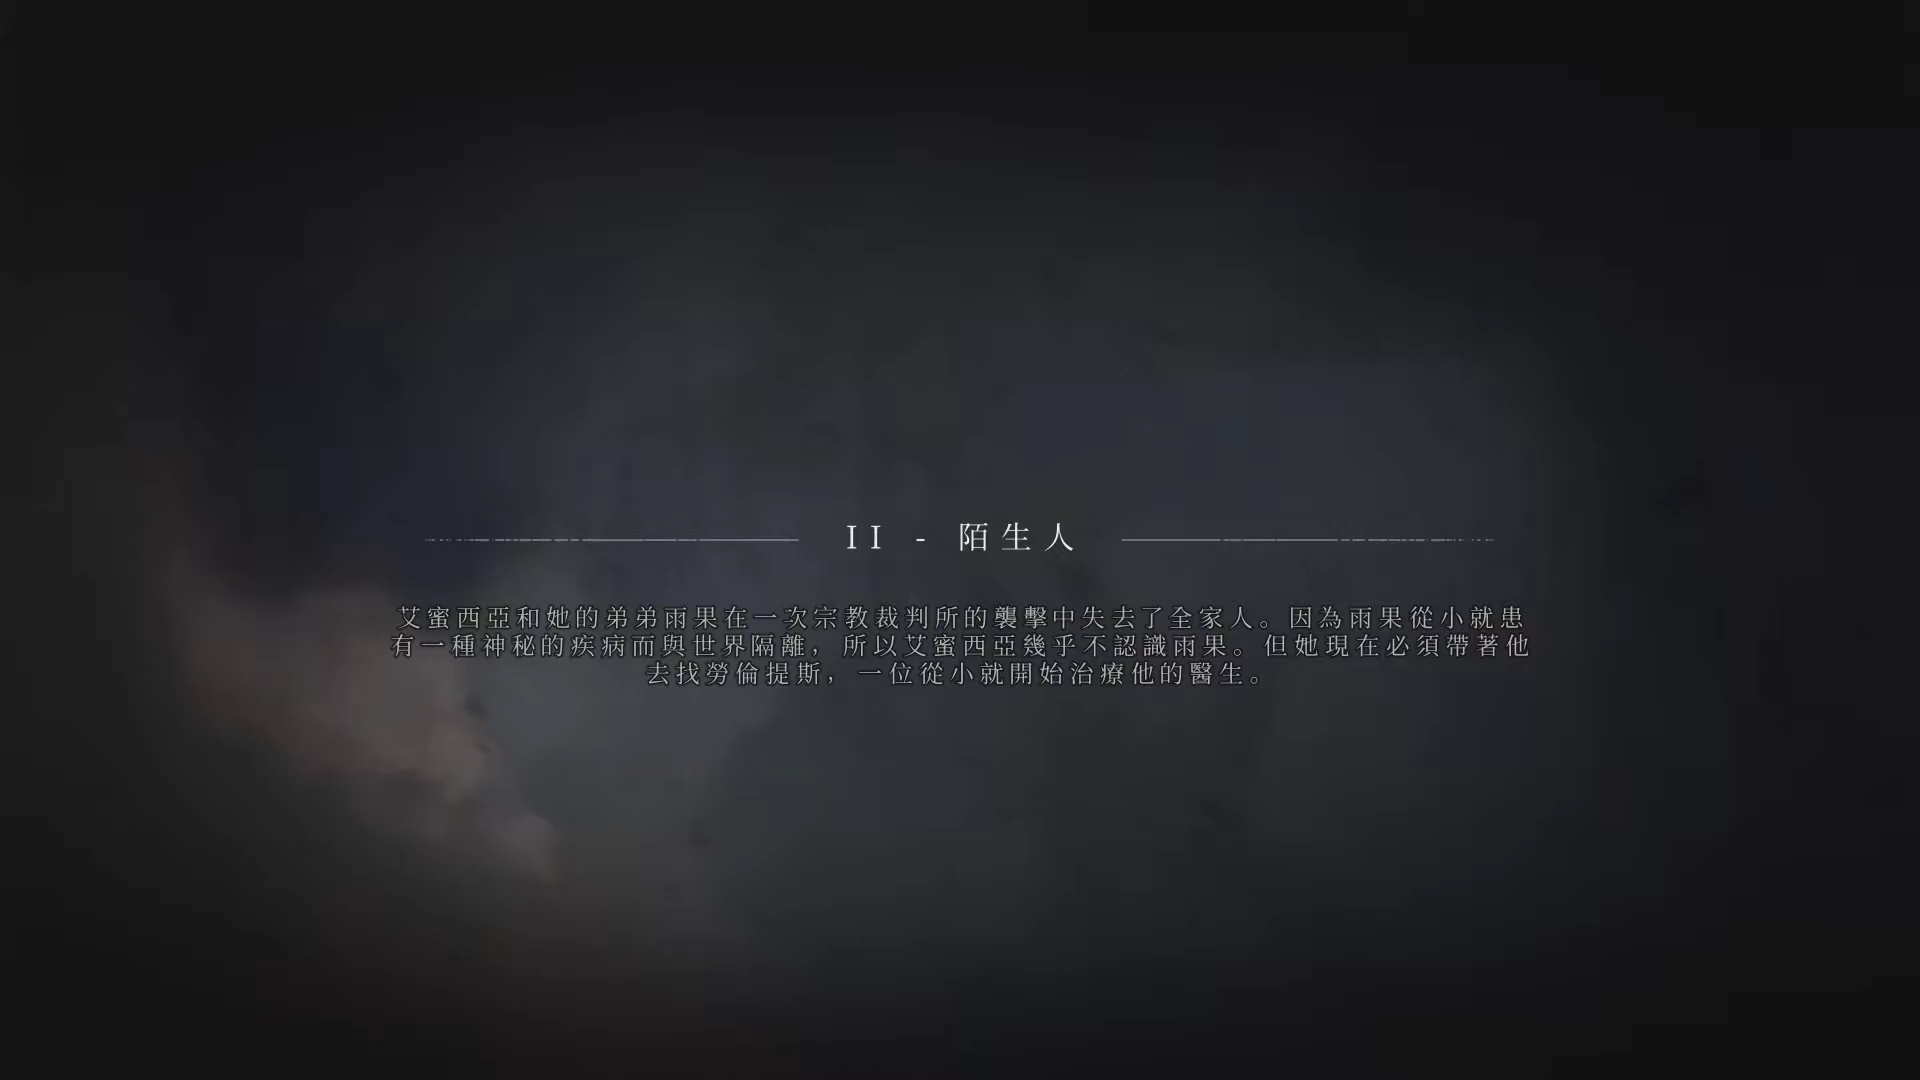 II - 陌生人
艾蜜西亞和她的弟弟雨果在一次宗教裁判所的襲擊中失去了全家人。因為雨果從小就患
有一種神秘的疾病而與世界隔離，所以艾蜜西亞幾乎不認識雨果。但她現在必須帶著他
去找勞倫提斯，一位從小就開始治療他的醫生。